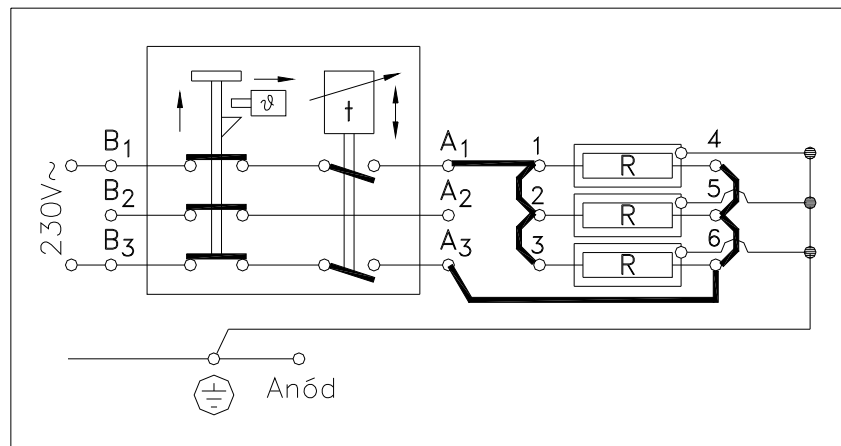 B1 A1 1 4
ϑ t
R
B2 A2 2 5
R
B3 A3 3 6
R
230V~
Anód